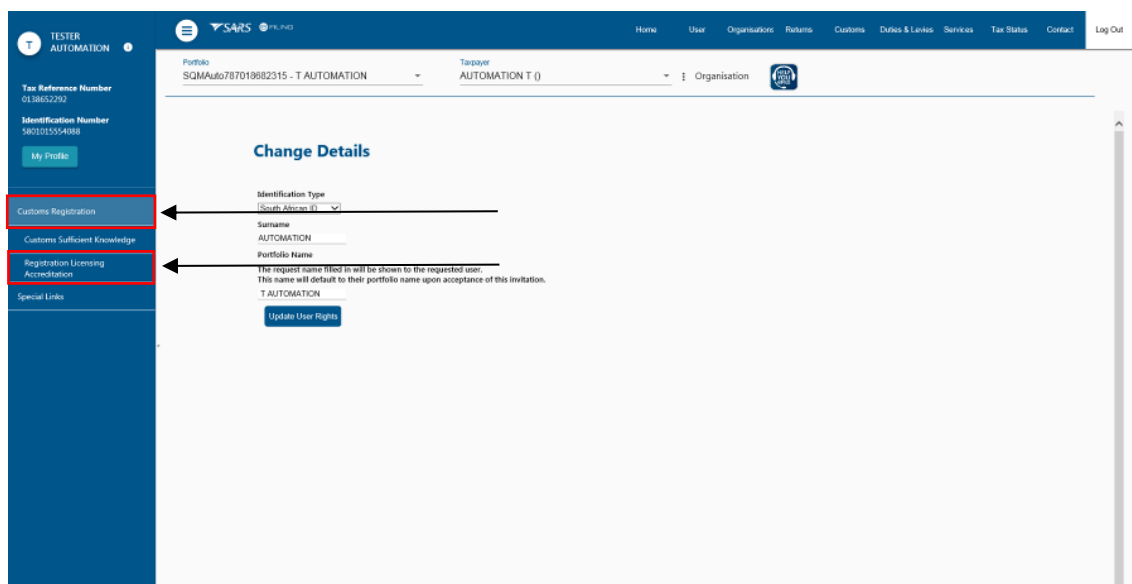 T
TESTER
AUTOMATION
Tax Reference Number
0138652292
Identification Number
5801015554088
My Profile
Customs Registration
Customs Sufficient Knowledge
Registration Licensing
Accreditation
Special Links
SARS eFILING
Home User Organisations Returns Customs Duties & Levies Services Tax Status Contact Log Out
Portfolio
SQMAuto787018682315 - T AUTOMATION
Taxpayer
AUTOMATION T ()
Organisation
HELP
YOU
Change Details
Identification Type
South African ID
Surname
AUTOMATION
Portfolio Name
The request name filled in will be shown to the requested user.
This name will default to their portfolio name upon acceptance of this invitation.
T AUTOMATION
Update User Rights